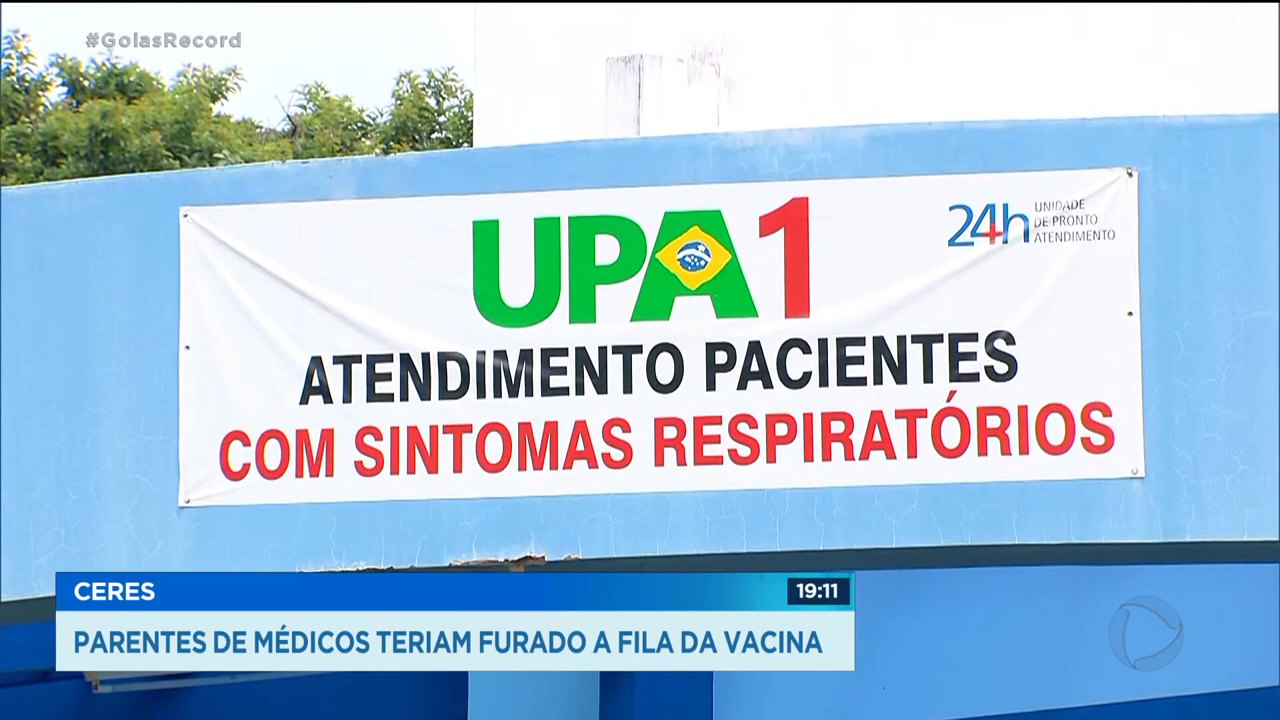 #GoiasRecord
UPA1
24h
UNIDADE
DE PRONTO
ATENDIMENTO
ATENDIMENTO PACIENTES
COM SINTOMAS RESPIRATÓRIOS
CERES
19:11
PARENTES DE MÉDICOS TERIAM FURADO A FILA DA VACINA